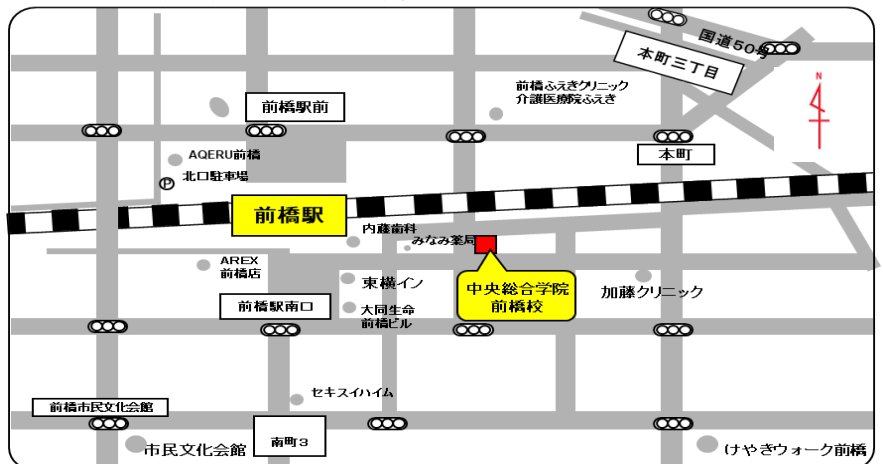 国道50号
本町三丁目
N
前橋ふえきクリニック
介護医療院ふえき
前橋駅前
本町
AQERU前橋
北口駐車場
P
前橋駅
内藤歯科
みなみ薬局
AREX
前橋店
東横イン
中央総合学院
前橋校
加藤クリニック
前橋駅南口
大同生命
前橋ビル
セキスイハイム
前橋市民文化会館
市民文化会館
南町3
けやきウォーク前橋